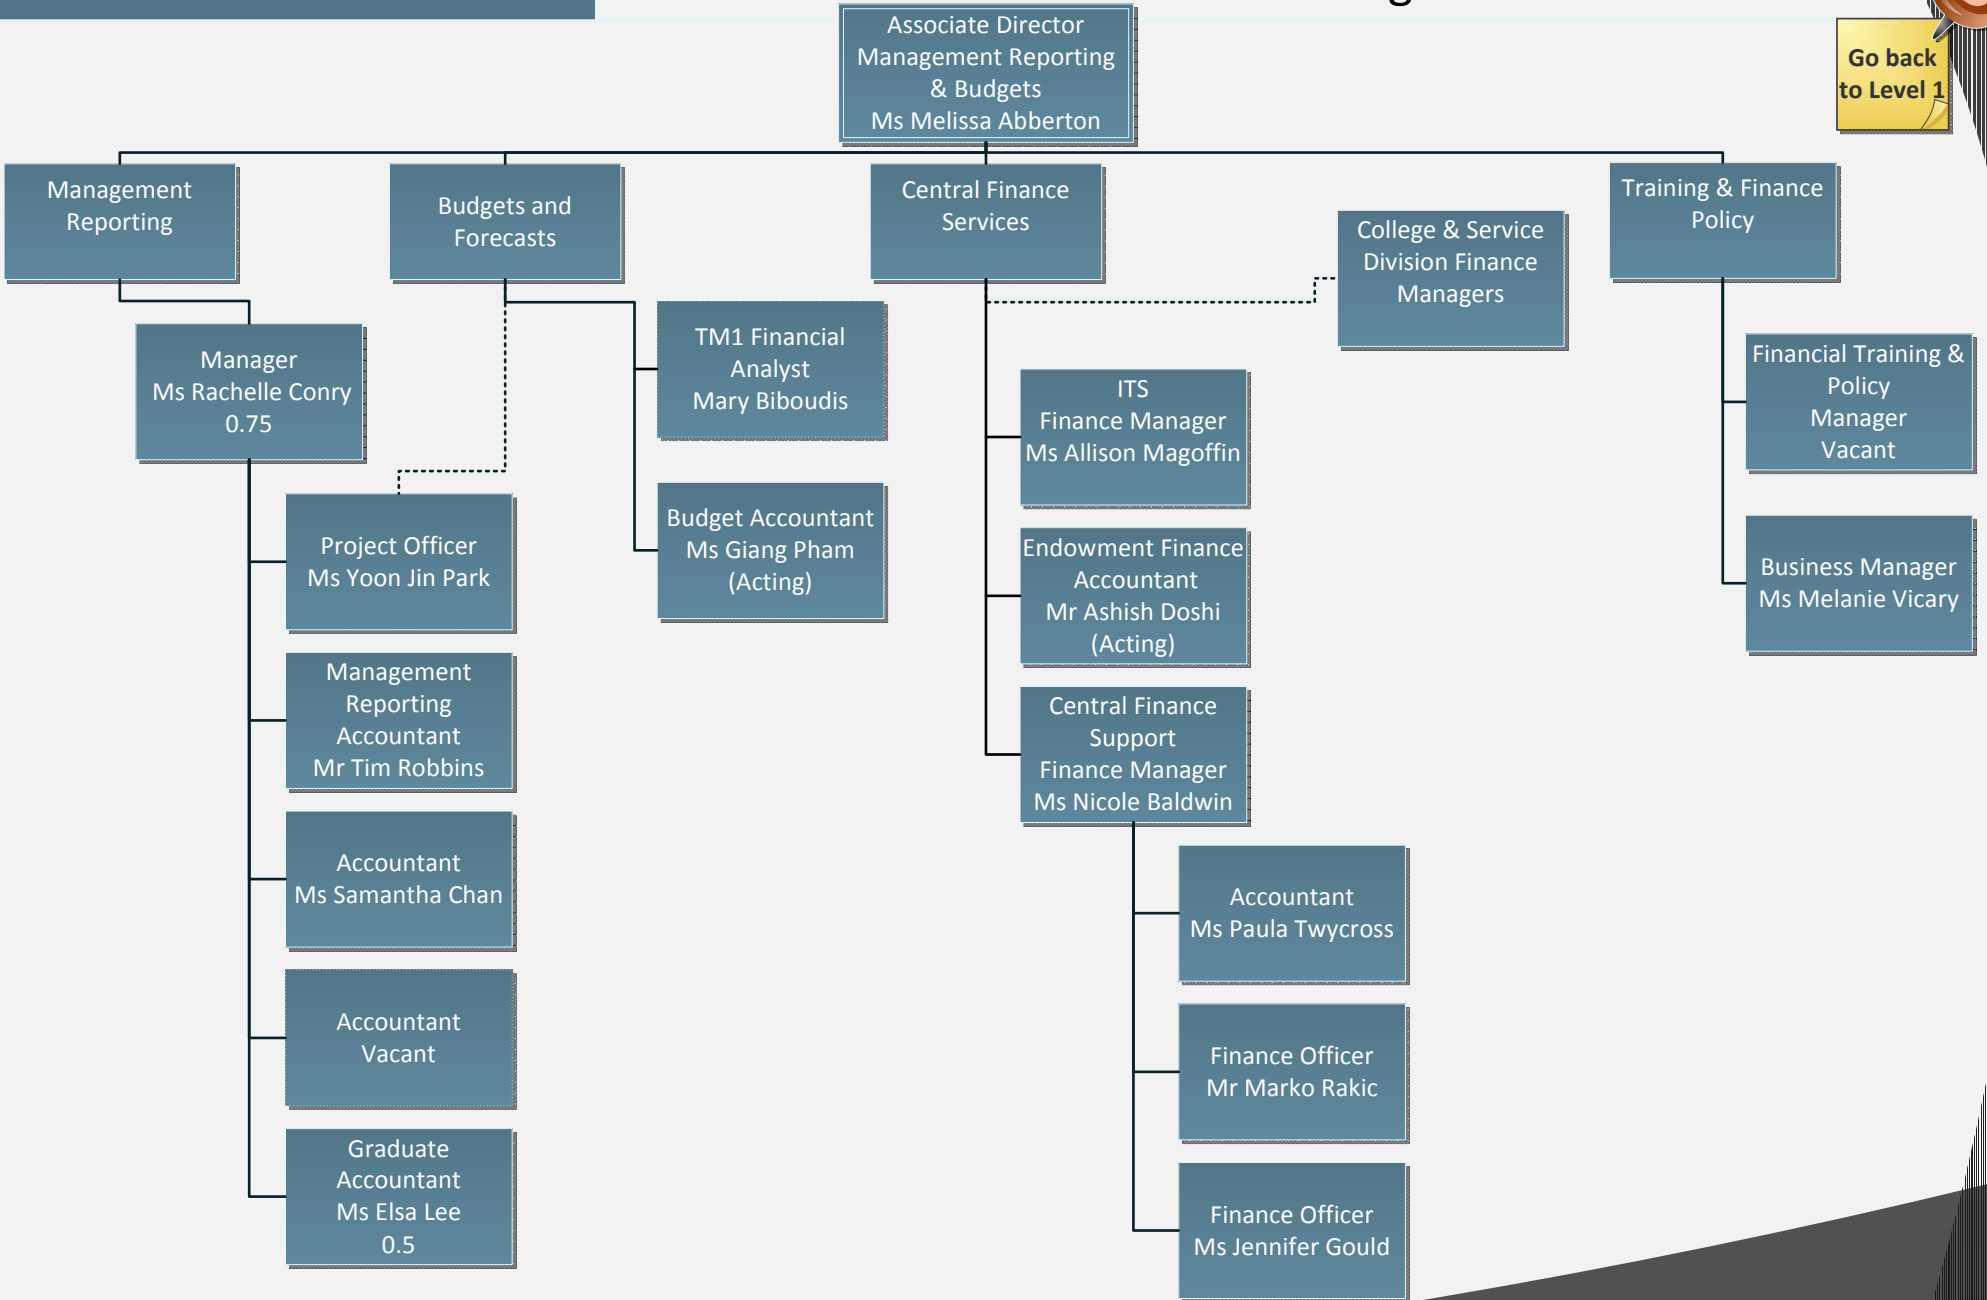 Associate Director
Management Reporting
& Budgets
Ms Melissa Abberton
Go back
to Level 1
Management
Reporting
Budgets and
Forecasts
Central Finance
Services
College & Service
Division Finance
Managers
Training & Finance
Policy
Manager
Ms Rachelle Conry
0.75
TM1 Financial
Analyst
Mary Biboudis
ITS
Finance Manager
Ms Allison Magoffin
Financial Training &
Policy
Manager
Vacant
Project Officer
Ms Yoon Jin Park
Budget Accountant
Ms Giang Pham
(Acting)
Endowment Finance
Accountant
Mr Ashish Doshi
(Acting)
Business Manager
Ms Melanie Vicary
Management
Reporting
Accountant
Mr Tim Robbins
Central Finance
Support
Finance Manager
Ms Nicole Baldwin
Accountant
Ms Samantha Chan
Accountant
Ms Paula Twycross
Accountant
Vacant
Finance Officer
Mr Marko Rakic
Graduate
Accountant
Ms Elsa Lee
0.5
Finance Officer
Ms Jennifer Gould